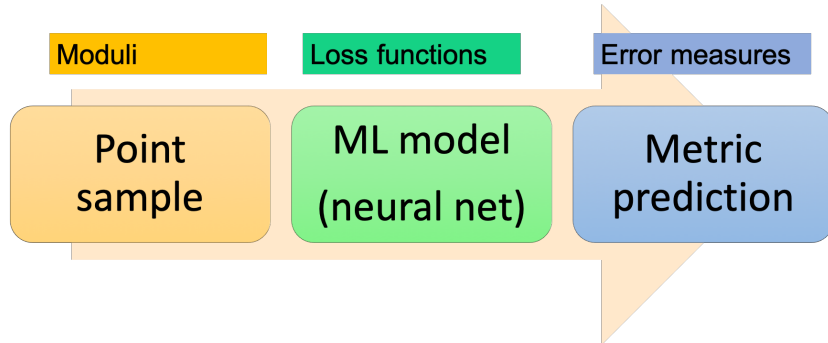 Moduli
Loss functions
Error measures
Point
sample
ML model
(neural net)
Metric
prediction